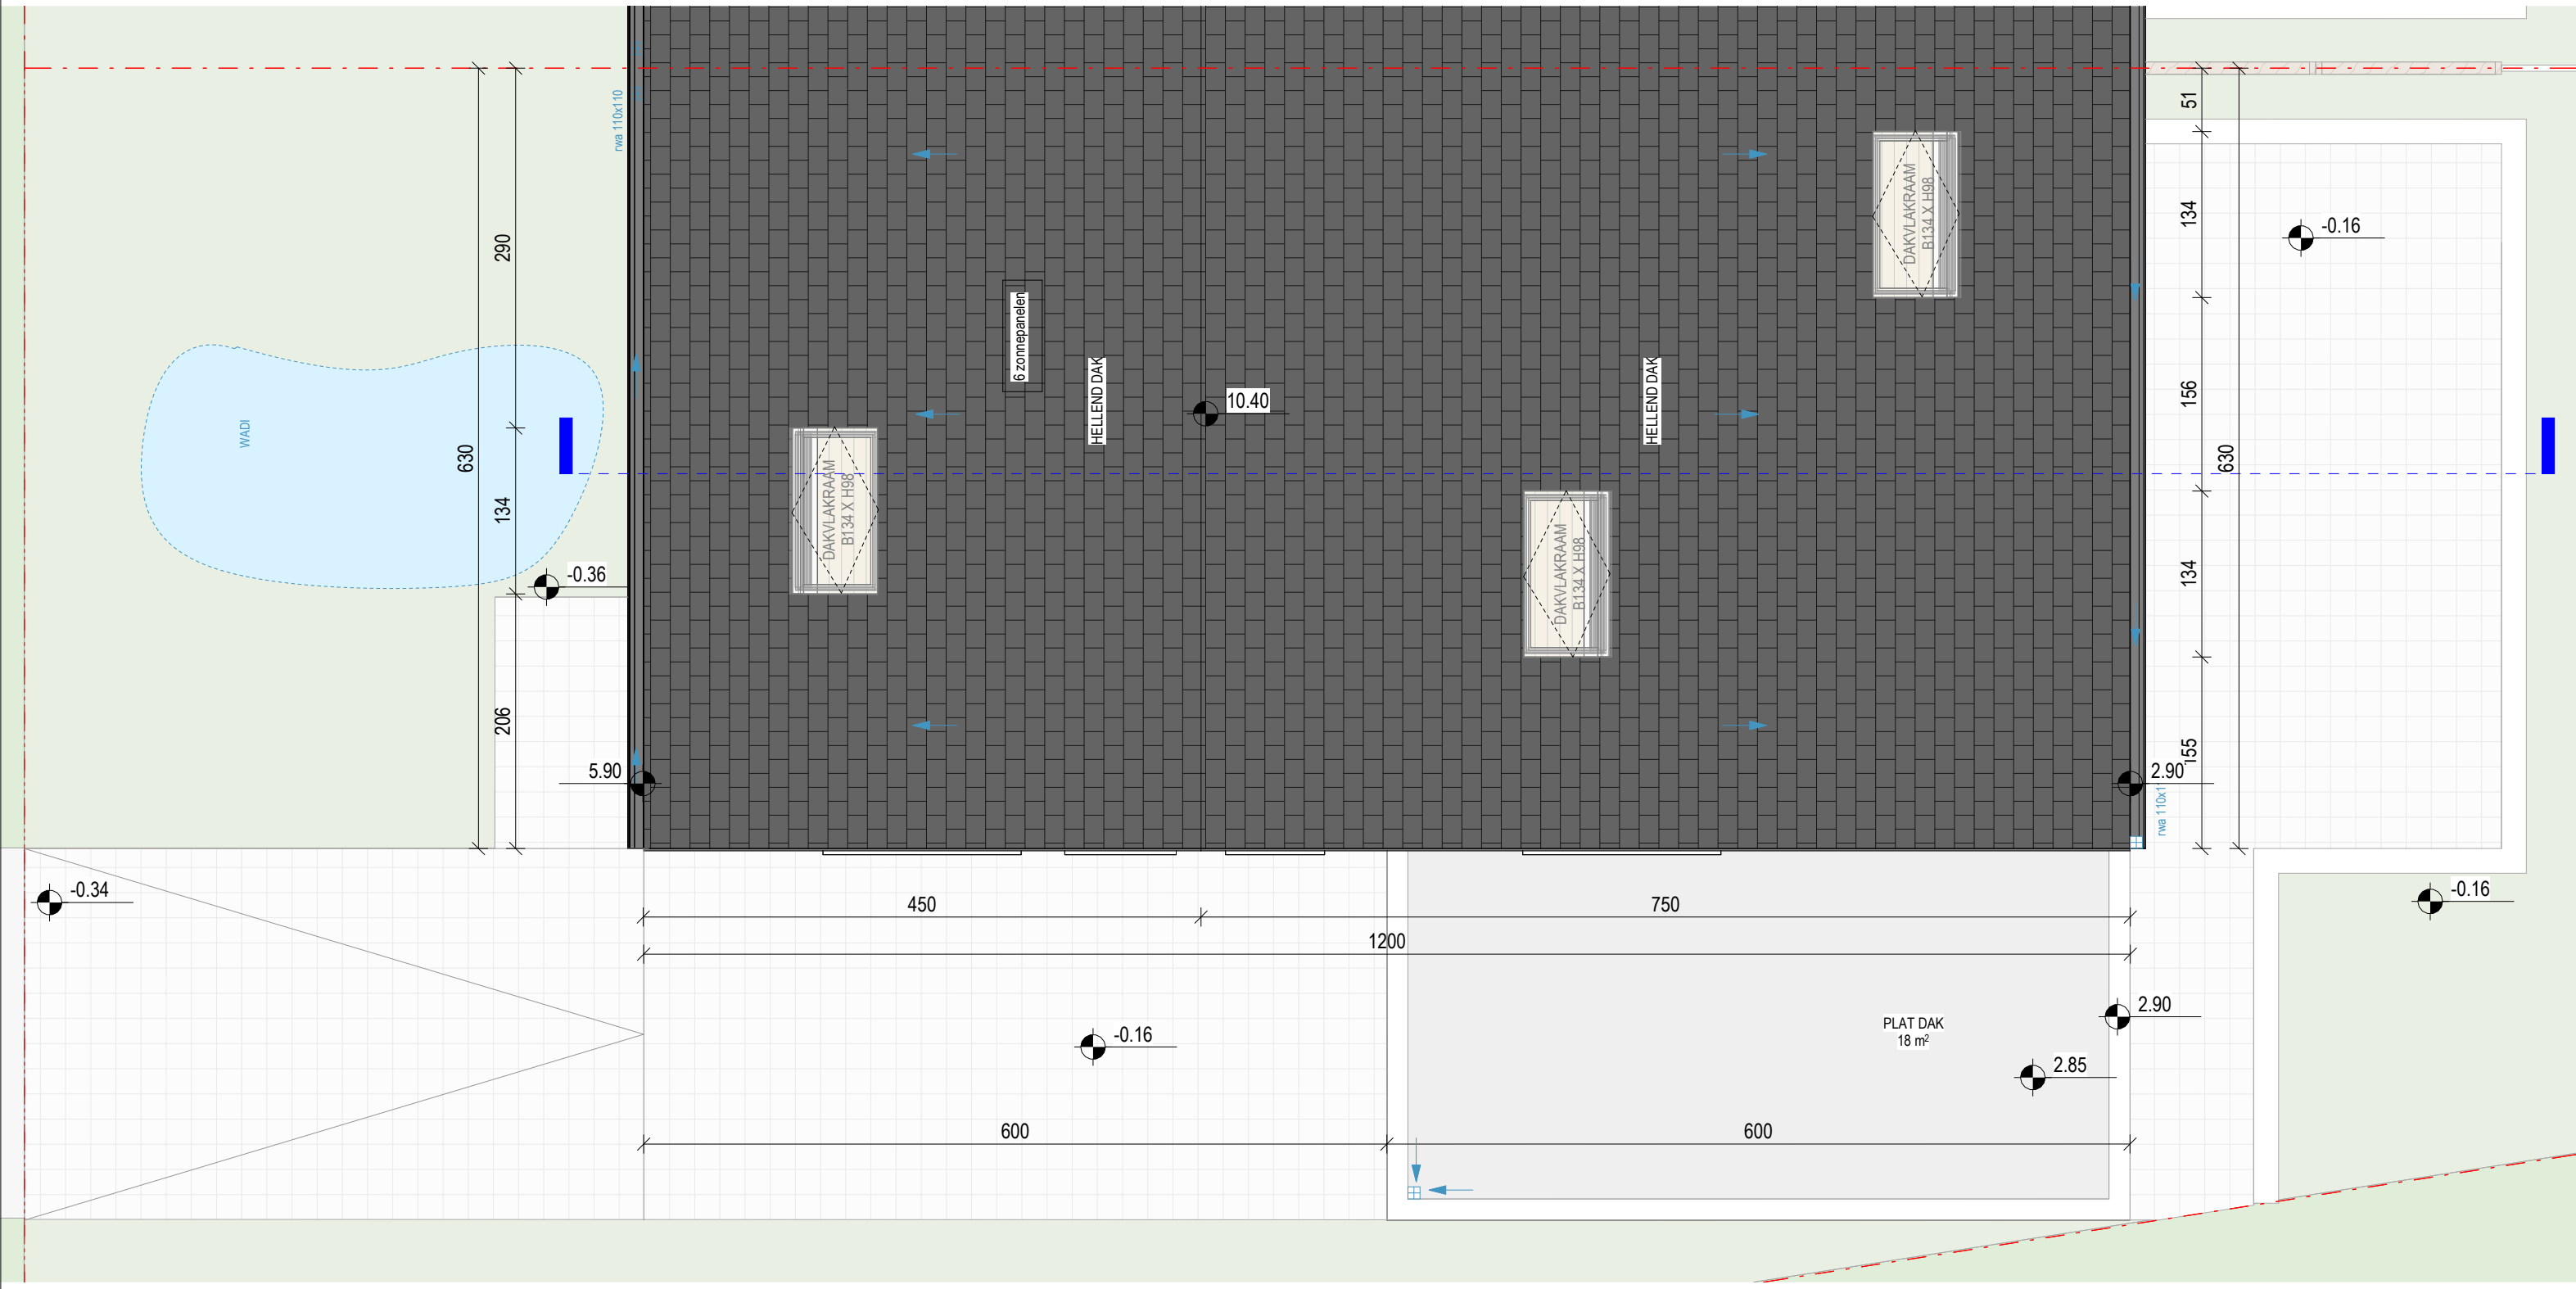 rwa 110x110
51
290
134
DAKVLAKRAAM
B134 X H98
-0.16
6 zonnepanelen
HELLEND DAK
10.40
HELLEND DAK
156
WADI
630
630
134
DAKVLAKRAAM
B134 X H98
DAKVLAKRAAM
B134 X H98
134
-0.36
206
155
5.90
2.90
rwa 110x1
-0.34
-0.16
450
750
1200
2.90
PLAT DAK
18 m²
-0.16
2.85
600
600